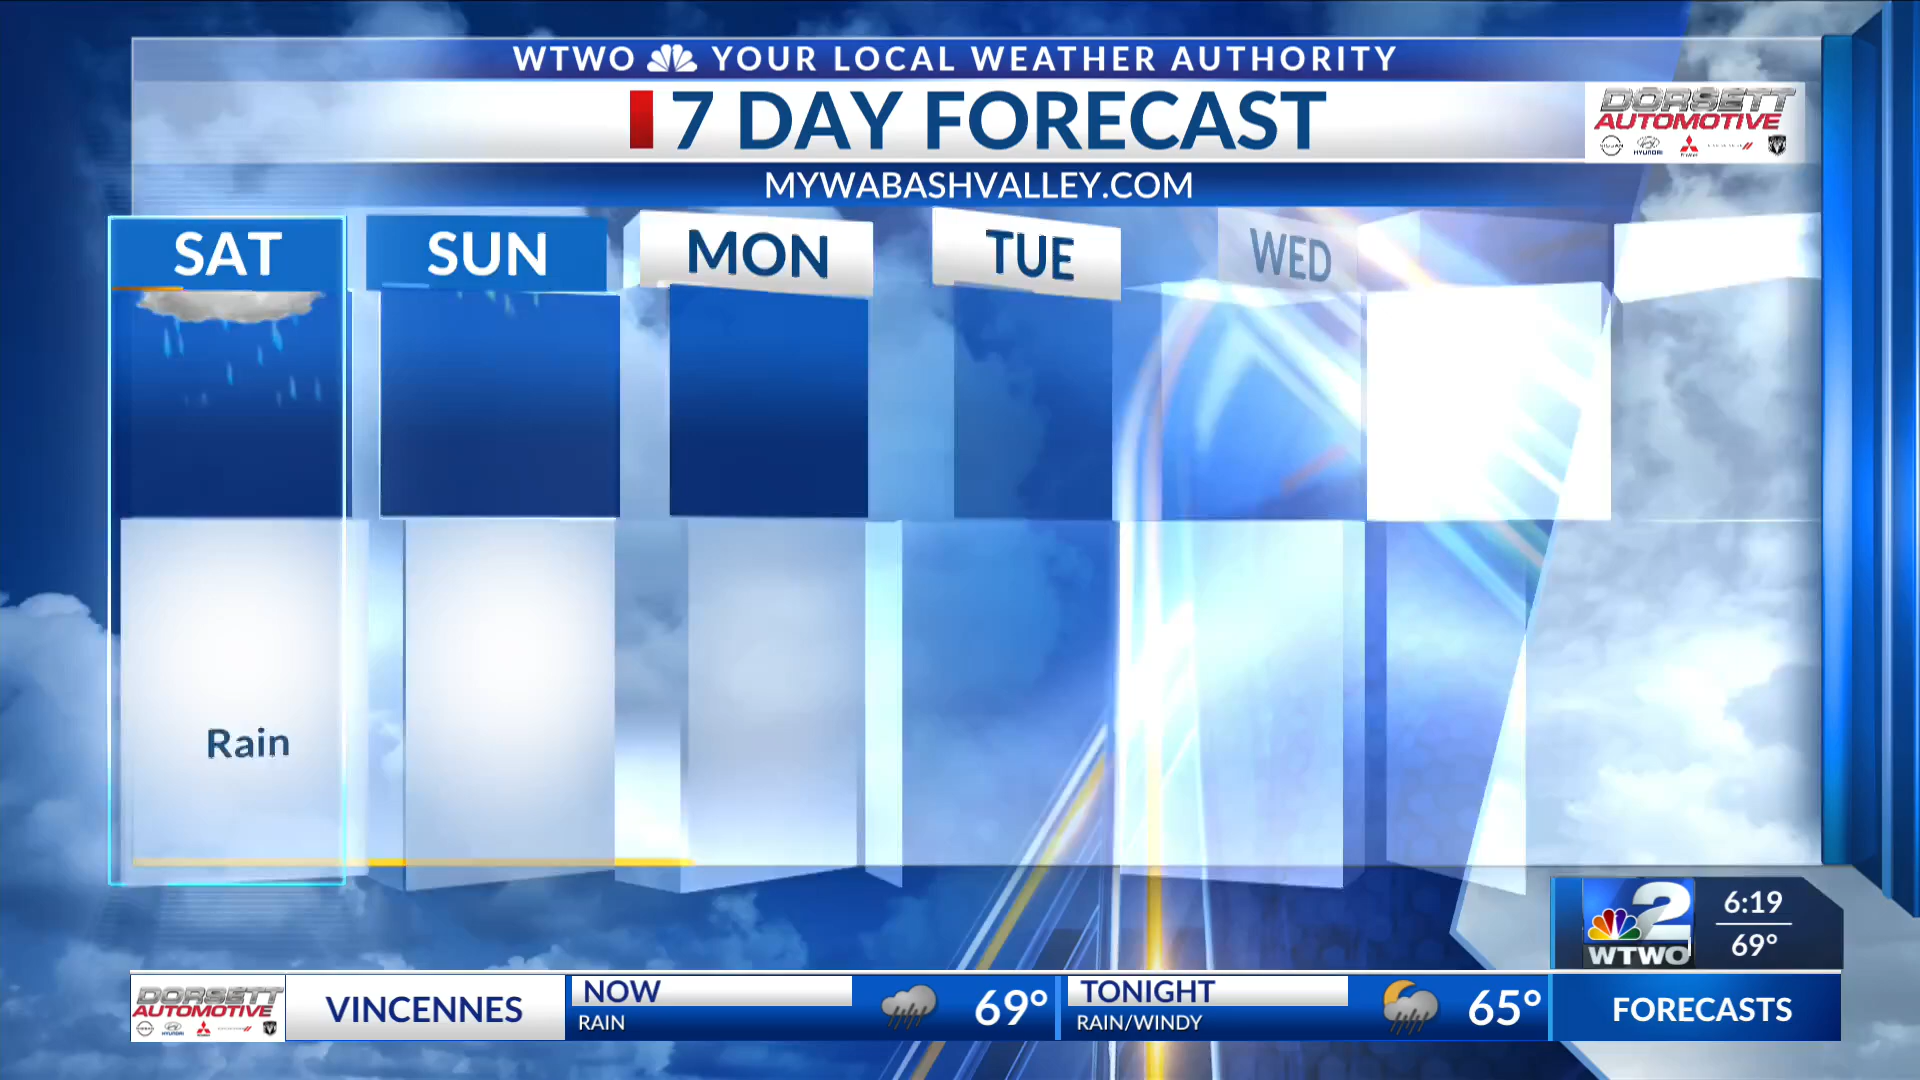 WTWO YOUR LOCAL WEATHER AUTHORITY
7 DAY FORECAST
DORSETT
AUTOMOTIVE
HYUNDAI
MYWABASHVALLEY.COM
SAT
SUN
MON
TUE
WED
Rain
2
WTWO
6:19
69°
DORSETT
AUTOMOTIVE
VINCENNES
NOW
RAIN
69°
TONIGHT
RAIN/WINDY
65°
FORECASTS